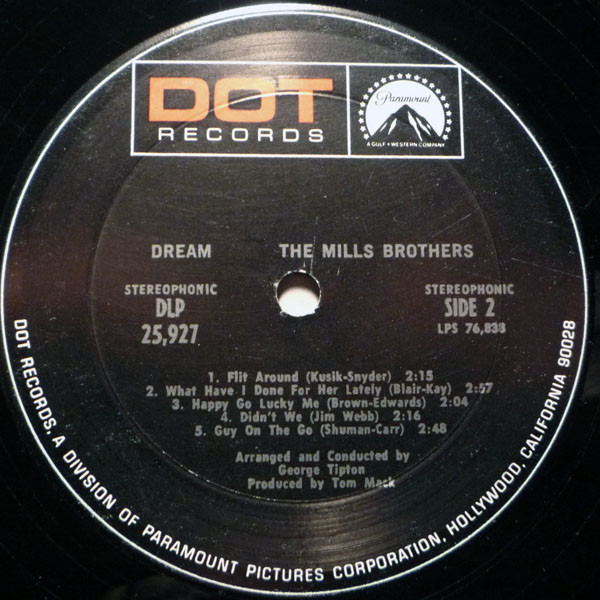 DOT
RECORDS
Paramount
A GULF+WESTERN COMPANY
DREAM THE MILLS BROTHERS
STEREOPHONIC
DLP
25,927
STEREOPHONIC
SIDE 2
LPS 76,838
1. Flit Around (Kusik-Snyder) 2:15
2. What Have I Done For Her Lately (Blair-Kay) 2:57
3. Happy Go Lucky Me (Brown-Edwards) 2:04
4. Didn't We (Jim Webb) 2:16
5. Guy On The Go (Shuman-Carr) 2:48
Arranged and Conducted by
George Tipton
Produced by Tom Mack
DOT RECORDS, A DIVISION OF PARAMOUNT PICTURES CORPORATION, HOLLYWOOD, CALIFORNIA 90028